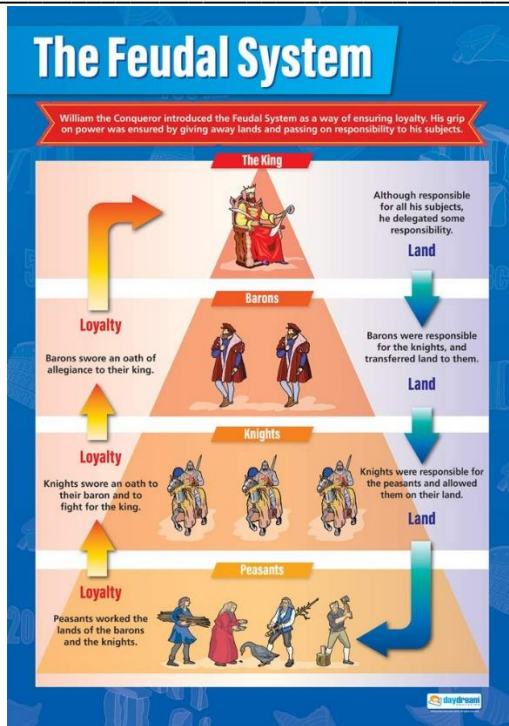 The Feudal System
William the Conqueror introduced the Feudal System as a way of ensuring loyalty. His grip
on power was ensured by giving away lands and passing on responsibility to his subjects.
The King
Although responsible
for all his subjects,
he delegated some
responsibility.
Land
Barons
Loyalty
Barons swore an oath of
allegiance to their king.
Barons were responsible
for the knights, and
transferred land to them.
Land
Knights
Loyalty
Knights swore an oath to
their baron and to
fight for the king.
Knights were responsible for
the peasants and allowed
them on their land.
Land
Peasants
Loyalty
Peasants worked the
lands of the barons
and the knights.
daydream